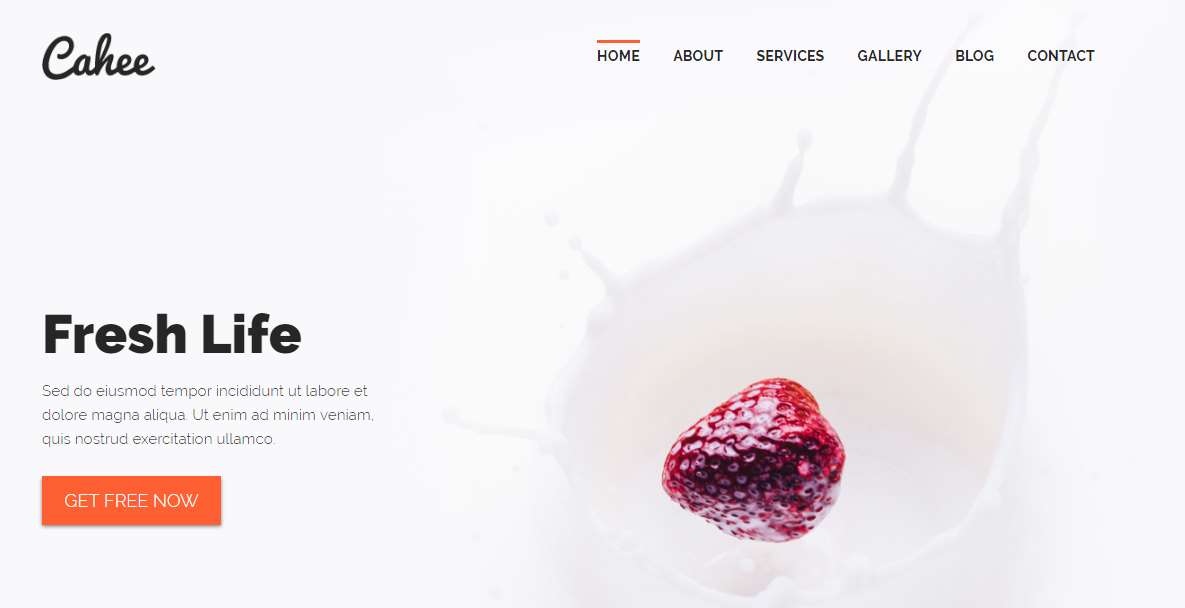 Cahee
HOME ABOUT SERVICES GALLERY BLOG CONTACT
Fresh Life
Sed do eiusmod tempor incididunt ut labore et
dolore magna aliqua. Ut enim ad minim veniam,
quis nostrud exercitation ullamco.
GET FREE NOW